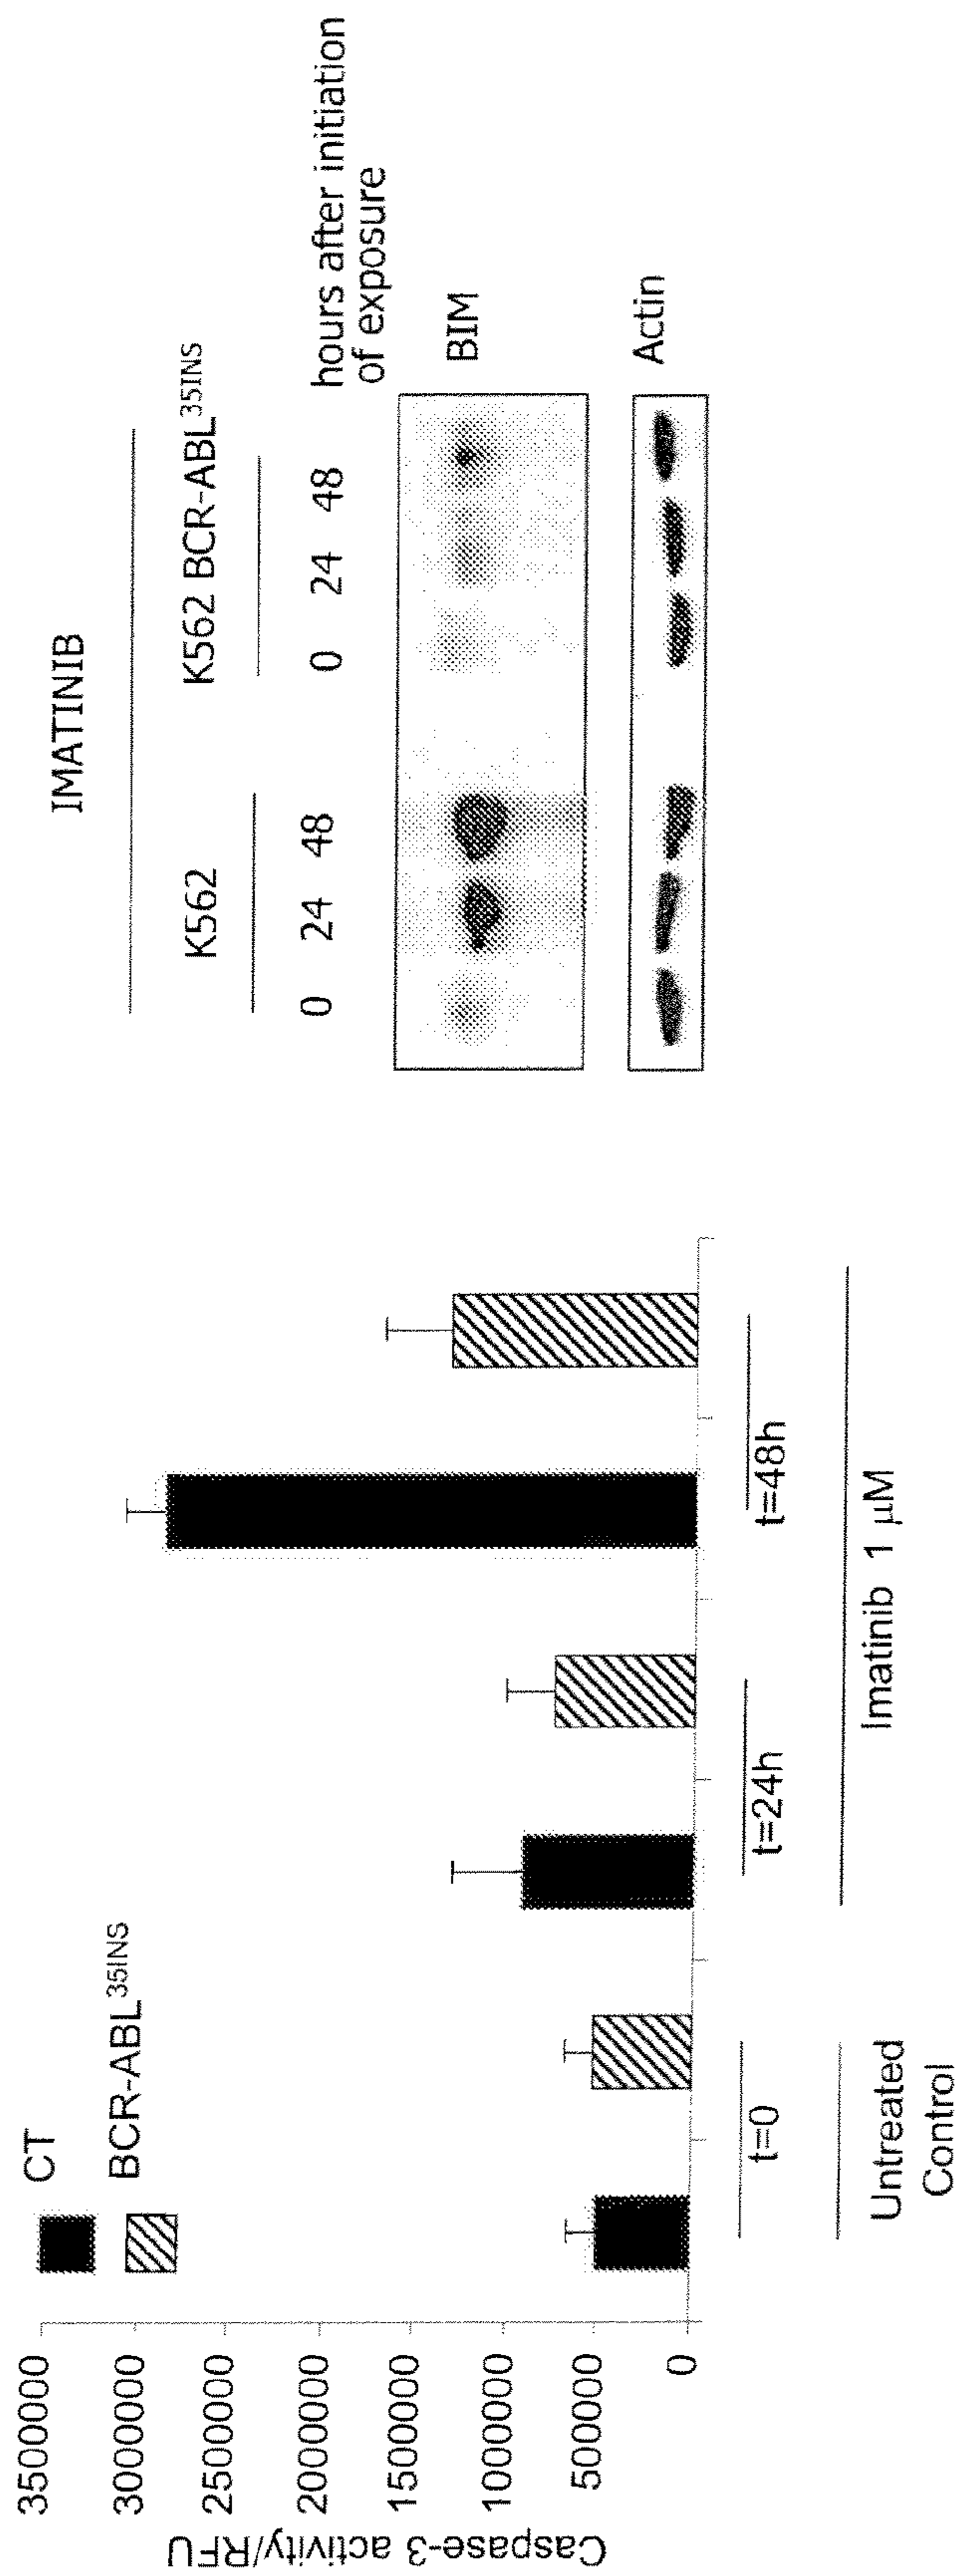 Caspase-3 activity/RFU
3500000
3000000
2500000
2000000
1500000
1000000
500000
0
CT
BCR-ABL35INS
t=0
t=24h
t=48h
Untreated
Control
Imatinib 1 µM
IMATINIB
K562
K562 BCR-ABL35INS
0 24 48
0 24 48
hours after initiation
of exposure
BIM
Actin